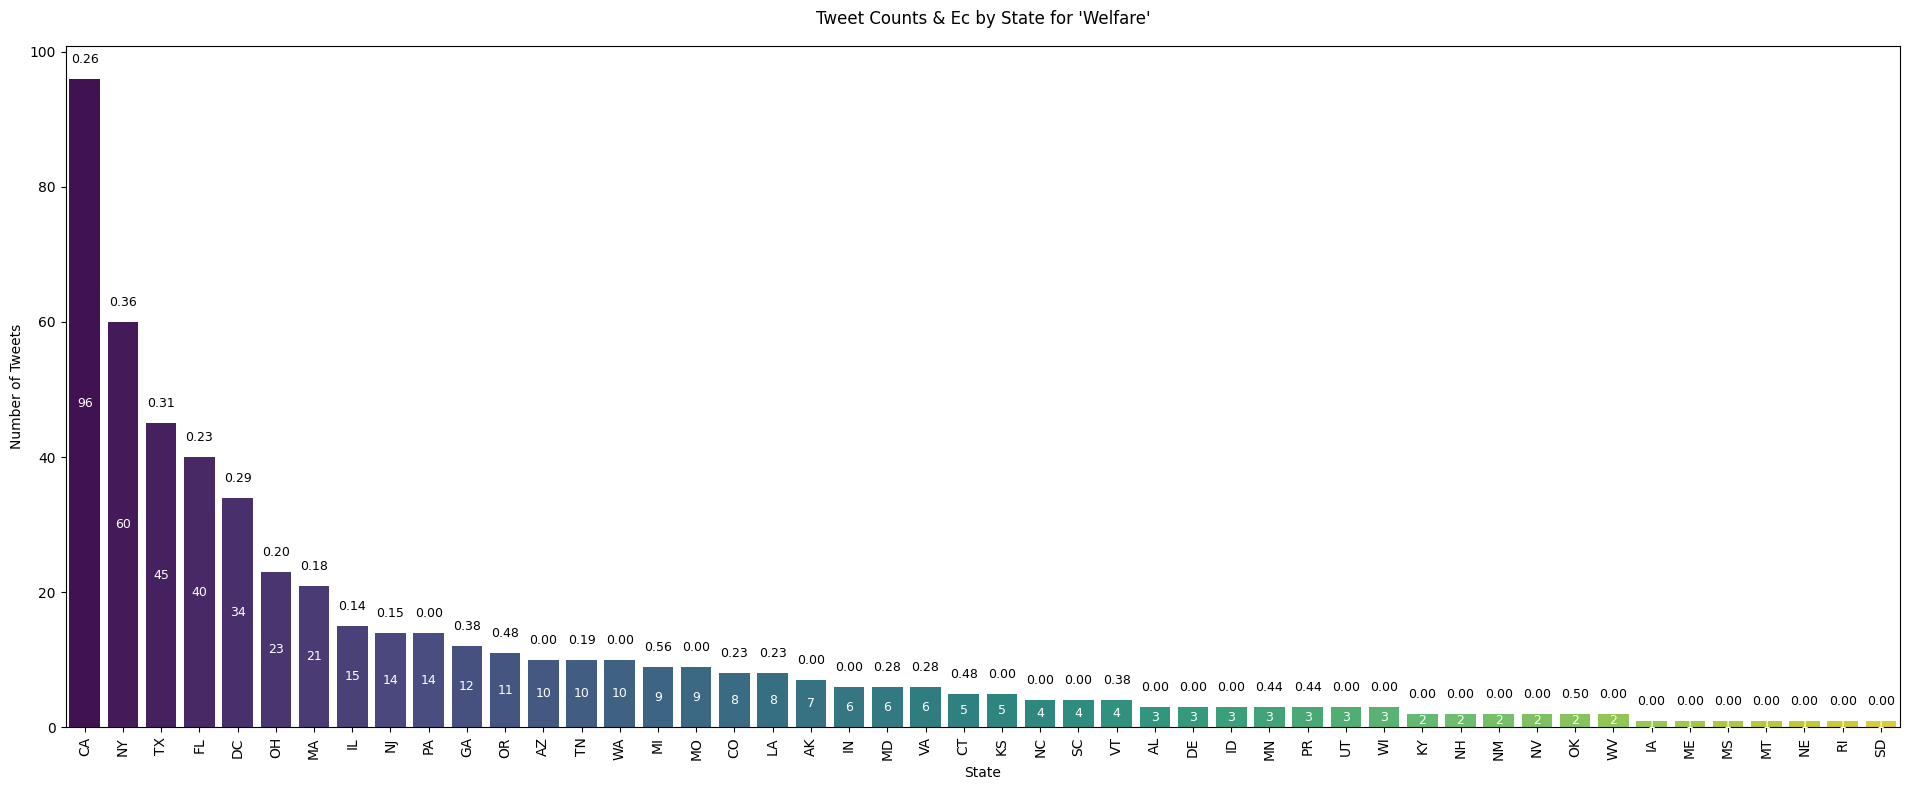 Tweet Counts & Ec by State for 'Welfare'
Number of Tweets
100
80
60
40
20
0
0.26 0.36 0.31 0.23 0.29 0.20 0.18 0.14 0.15 0.00 0.38 0.48 0.00 0.19 0.00 0.56 0.00 0.23 0.23 0.00 0.00 0.28 0.28 0.48 0.00 0.00 0.00 0.38 0.00 0.00 0.00 0.44 0.44 0.00 0.00 0.00 0.00 0.00 0.00 0.50 0.00 0.00 0.00 0.00 0.00 0.00 0.00 0.00
96 60 45 40 34 23 21 15 14 14 12 11 10 10 10 9 9 8 8 7 6 6 6 5 5 4 4 4 3 3 3 3 3 3 3 2 2 2 2 2 2 1 1 1 1 1 1 1
CA NY TX FL DC OH MA IL NJ PA GA OR AZ TN WA MI MO CO LA AK IN MD VA CT KS NC SC VT AL DE ID MN PR UT WI KY NH NM NV OK WV IA ME MS MT NE RI SD
State